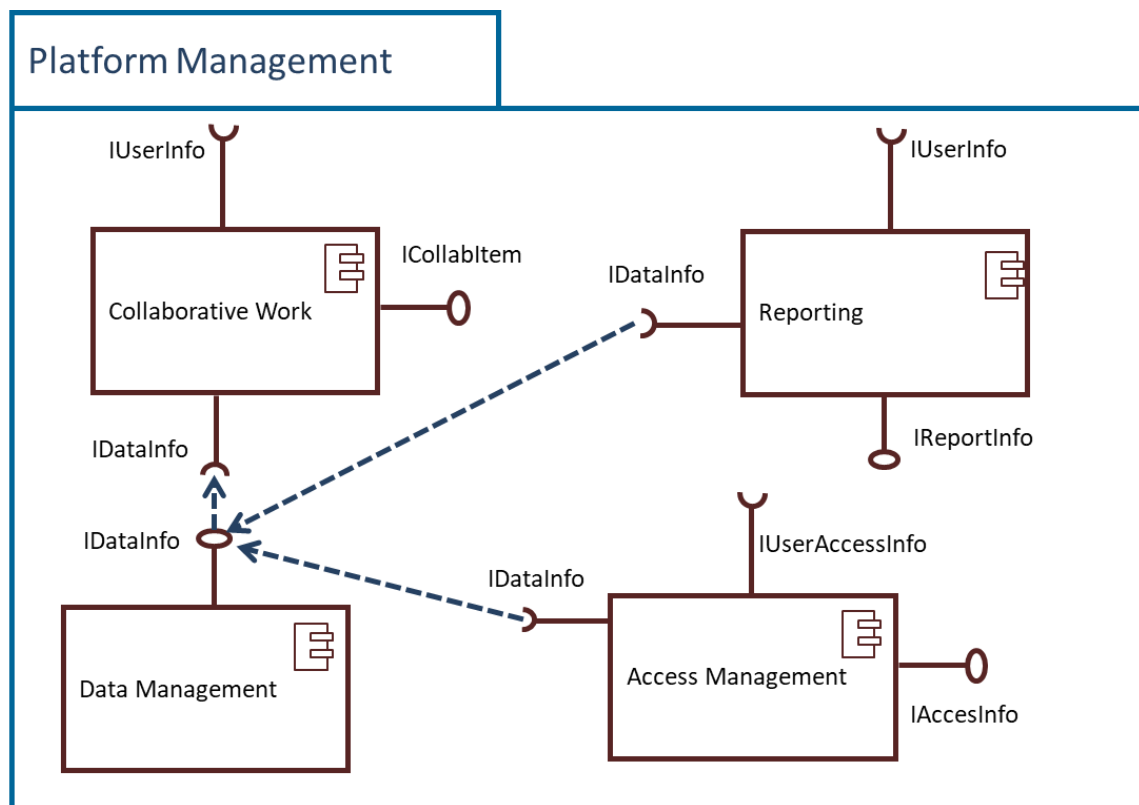 Platform Management
IUserInfo
IUserInfo
ICollabItem
IDataInfo
Collaborative Work
Reporting
IDataInfo
IReportInfo
IDataInfo
IUserAccessInfo
IDataInfo
Data Management
Access Management
IAccesInfo